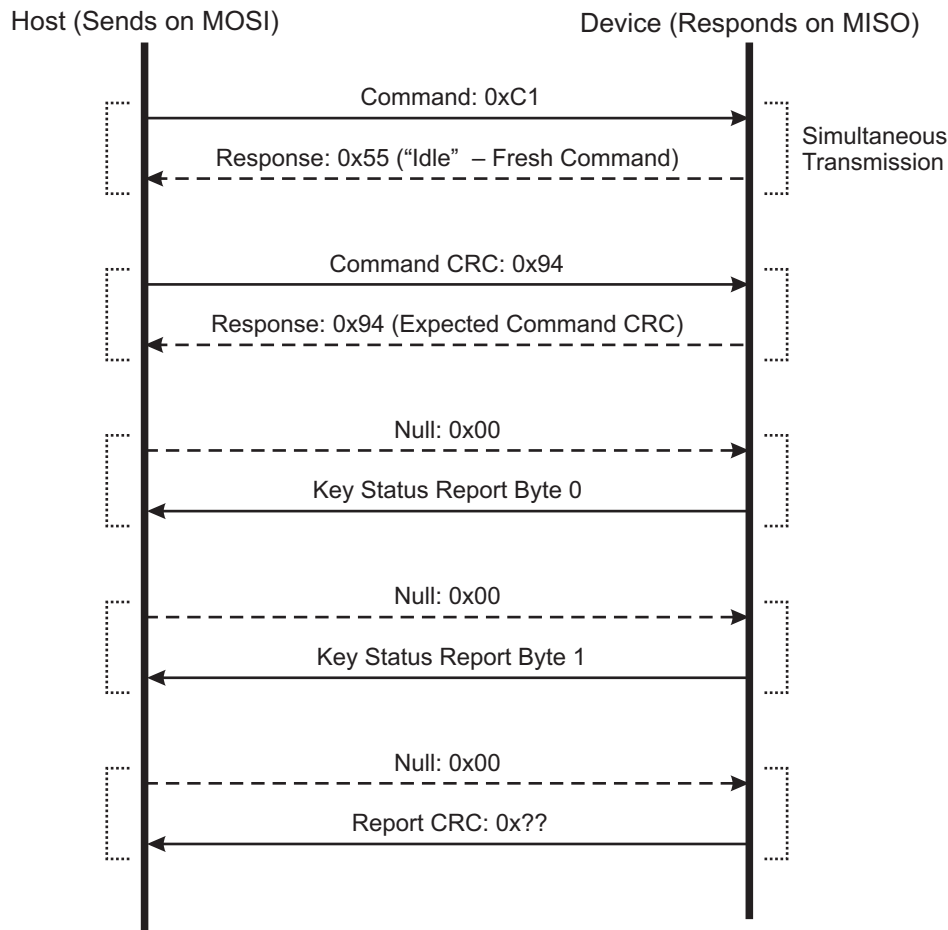 Host (Sends on MOSI)
Device (Responds on MISO)
Command: 0xC1
Response: 0x55 (“Idle” – Fresh Command)
Simultaneous
Transmission
Command CRC: 0x94
Response: 0x94 (Expected Command CRC)
Null: 0x00
Key Status Report Byte 0
Null: 0x00
Key Status Report Byte 1
Null: 0x00
Report CRC: 0x??